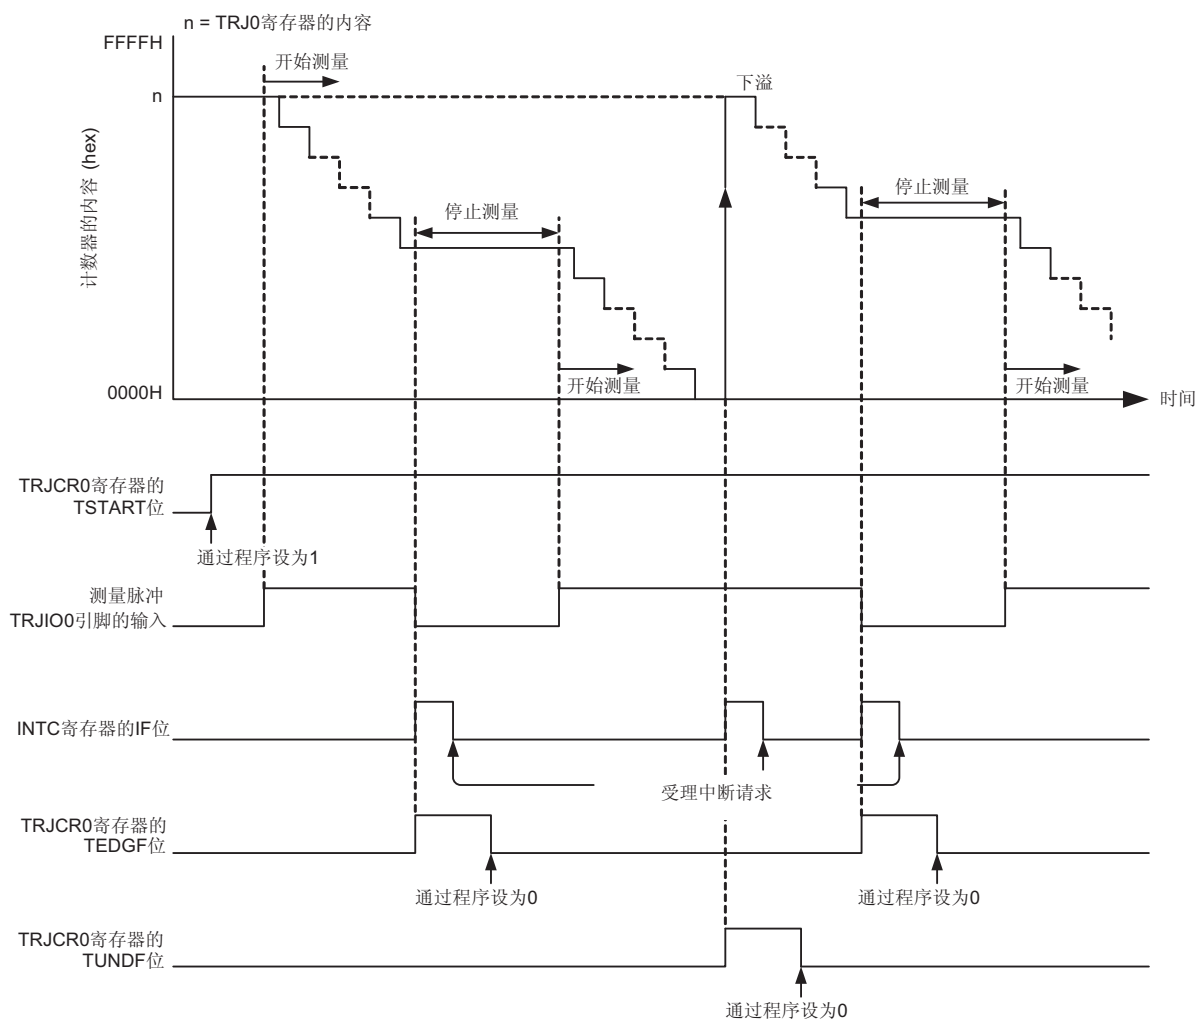 n = TRJ0寄存器的内容
FFFFH
开始测量
n
下溢
计数器的内容 (hex)
停止测量
停止测量
开始测量
开始测量
0000H
时间
TRJCR0寄存器的
TSTART位
通过程序设为1
测量脉冲
TRJIO0引脚的输入
INTC寄存器的IF位
受理中断请求
TRJCR0寄存器的
TEDGF位
通过程序设为0
通过程序设为0
TRJCR0寄存器的
TUNDF位
通过程序设为0